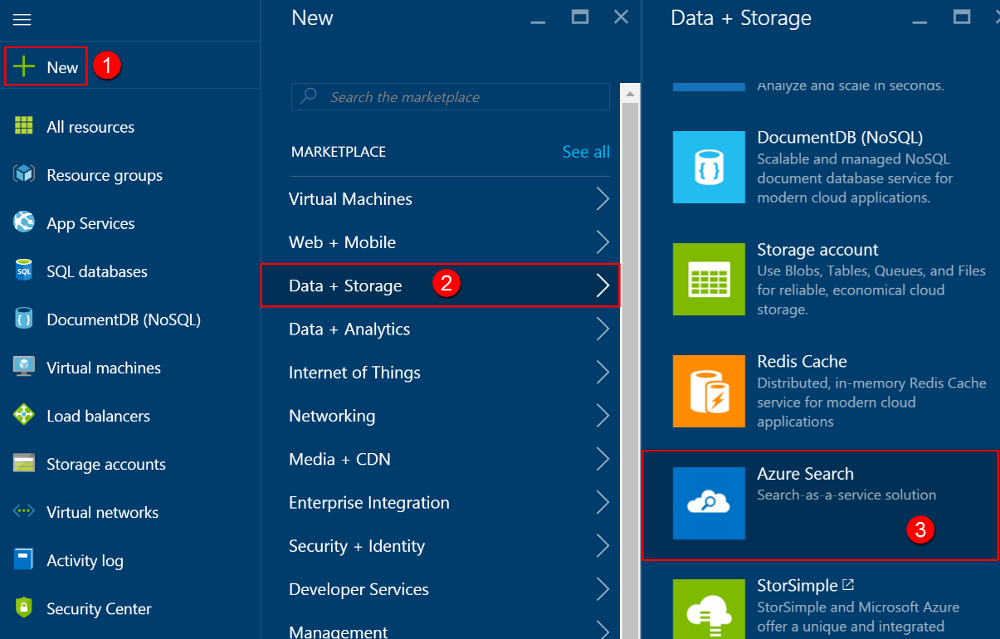 New
1
All resources
Resource groups
App Services
SQL
SQL databases
DocumentDB (NoSQL)
Virtual machines
Load balancers
Storage accounts
Virtual networks
Activity log
Security Center
New
Search the marketplace
MARKETPLACE
See all
Virtual Machines
Web + Mobile
Data + Storage
2
Data + Analytics
Internet of Things
Networking
Media + CDN
Enterprise Integration
Security + Identity
Developer Services
Management
Data + Storage
Analyze and scale in seconds.
DocumentDB (NoSQL)
Scalable and managed NoSQL
document database service for
modern cloud applications.
Storage account
Use Blobs, Tables, Queues, and Files
for reliable, economical cloud
storage.
Redis Cache
Distributed, in-memory Redis Cache
service for modern cloud
applications
Azure Search
Search-as-a-service solution
3
StorSimple
StorSimple and Microsoft Azure
offer a unique and integrated